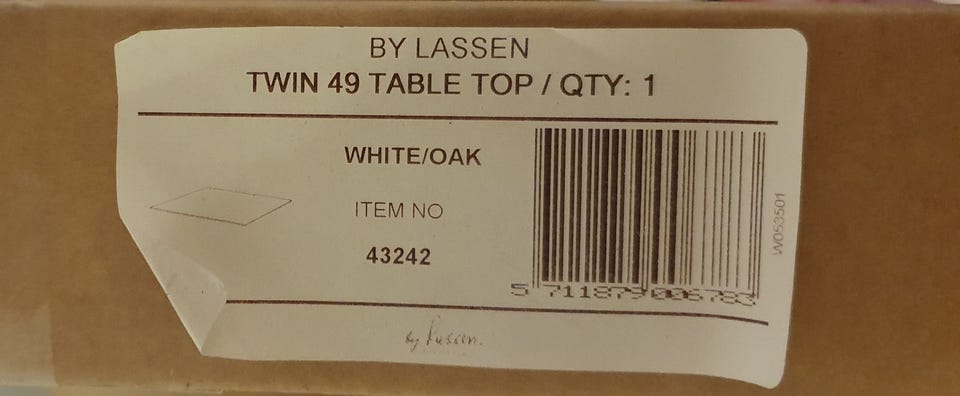 BY LASSEN
TWIN 49 TABLE TOP / QTY: 1
WHITE/OAK
ITEM NO
43242
5 711879 006783
W053501
by Lassen.